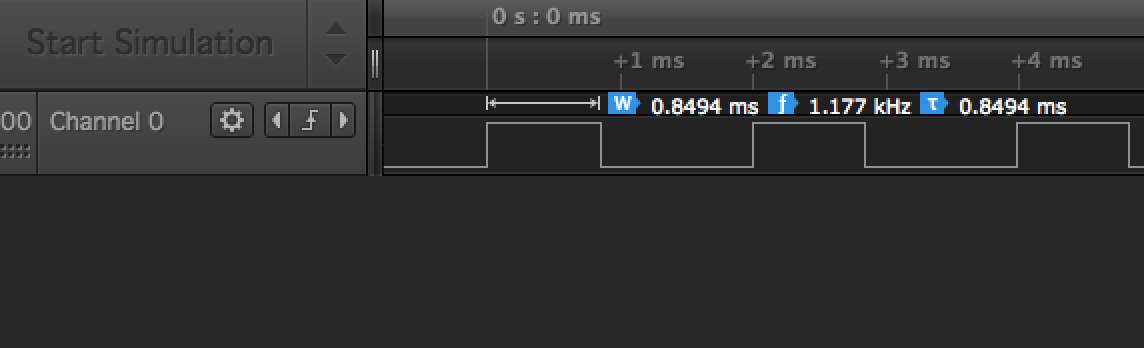 0 s : 0 ms
Start Simulation
+1 ms +2 ms +3 ms +4 ms
W 0.8494 ms f 1.177 kHz τ 0.8494 ms
00 Channel 0